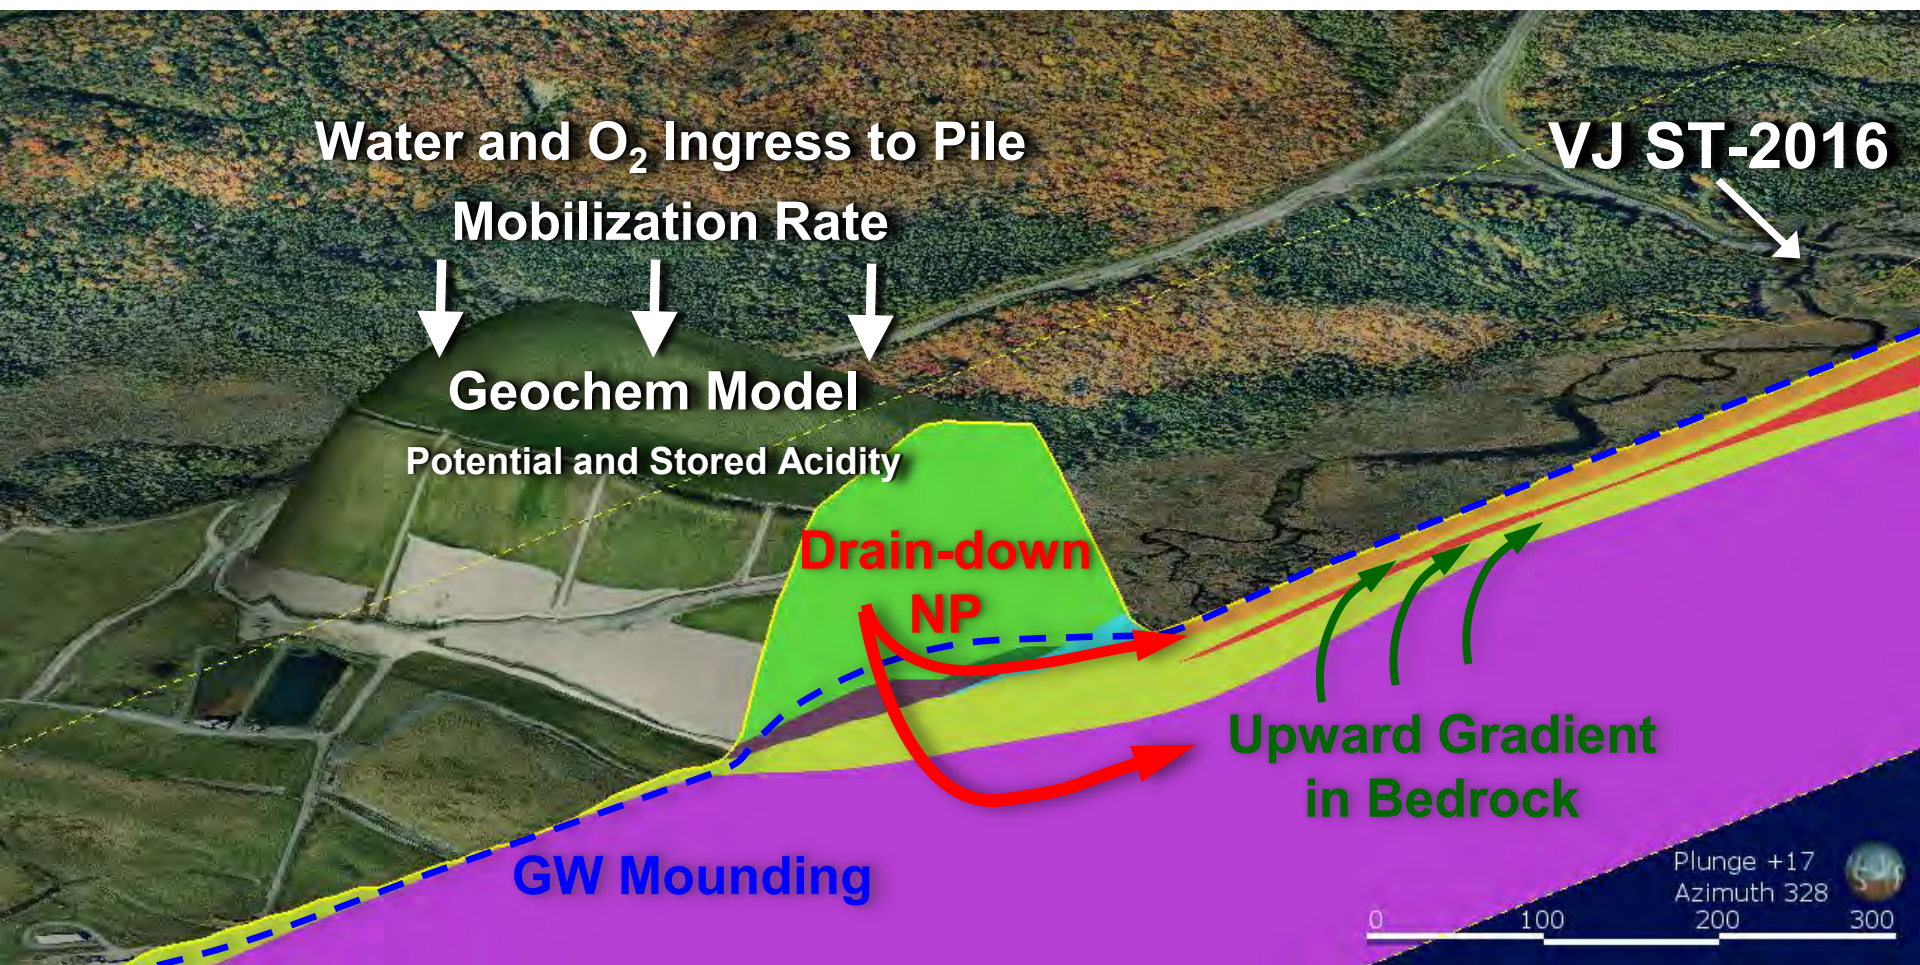 Water and O₂ Ingress to Pile
Mobilization Rate
VJ ST-2016
Geochem Model
Potential and Stored Acidity
Drain-down
NP
Upward Gradient
in Bedrock
GW Mounding
Plunge +17
Azimuth 328
0 100 200 300